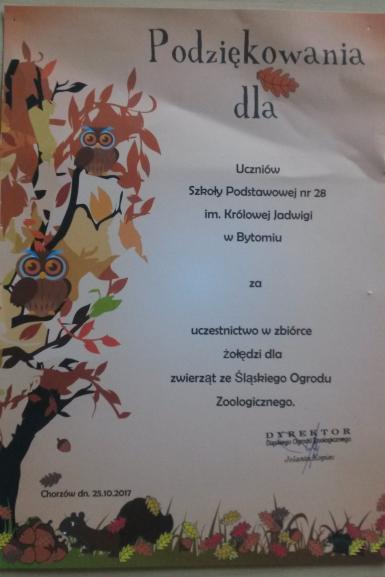 Podziękowania
dla
Uczniów
Szkoły Podstawowej nr 28
im. Królowej Jadwigi
w Bytomiu
za
uczestnictwo w zbiórce
żołędzi dla
zwierząt ze Śląskiego Ogrodu
Zoologicznego.
DYREKTOR
Śląskiego Ogrodu Zoologicznego
Jolanta
Chorzów dn. 25.10.2017